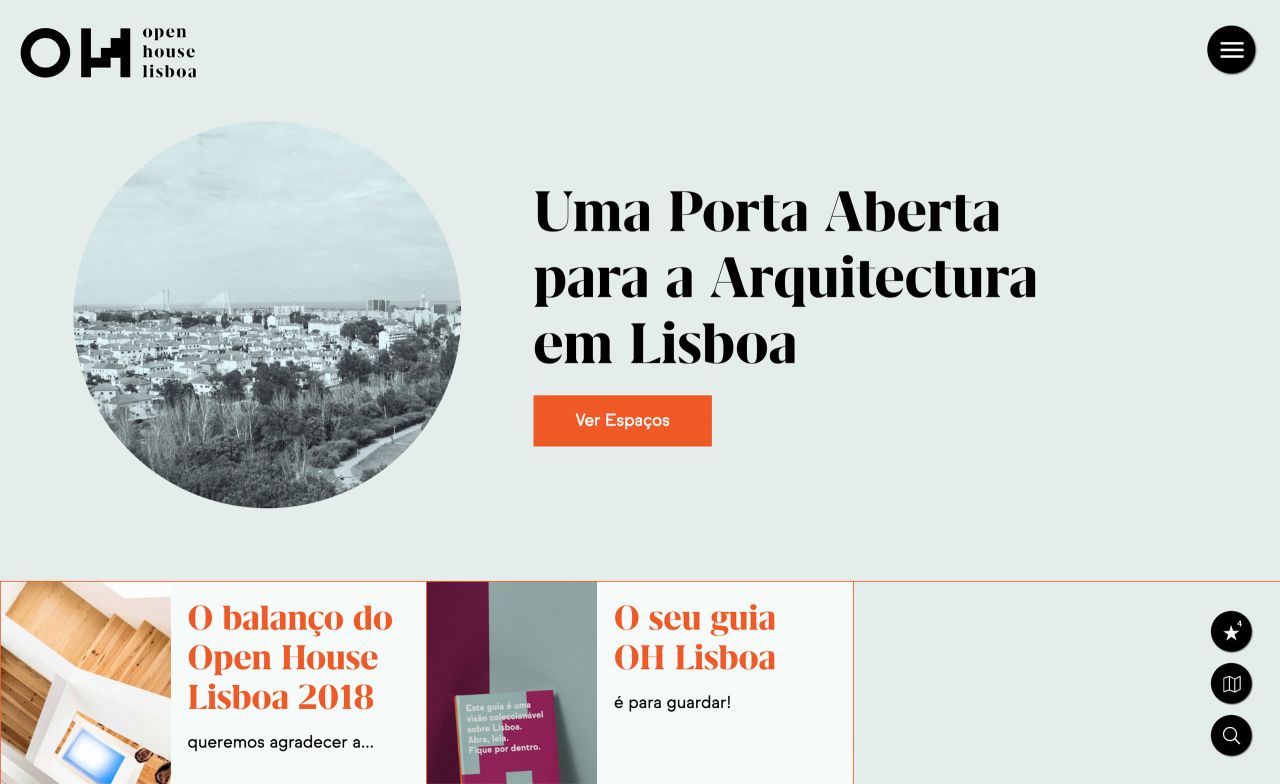 OH
open
house
lisboa
Uma Porta Aberta
para a Arquitectura
em Lisboa
Ver Espaços
O balanço do
Open House
Lisboa 2018
queremos agradecer a...
O seu guia
OH Lisboa
é para guardar!
Este guia é uma
visão coleccionável
sobre Lisboa.
Abra, leia.
Fique por dentro.
4